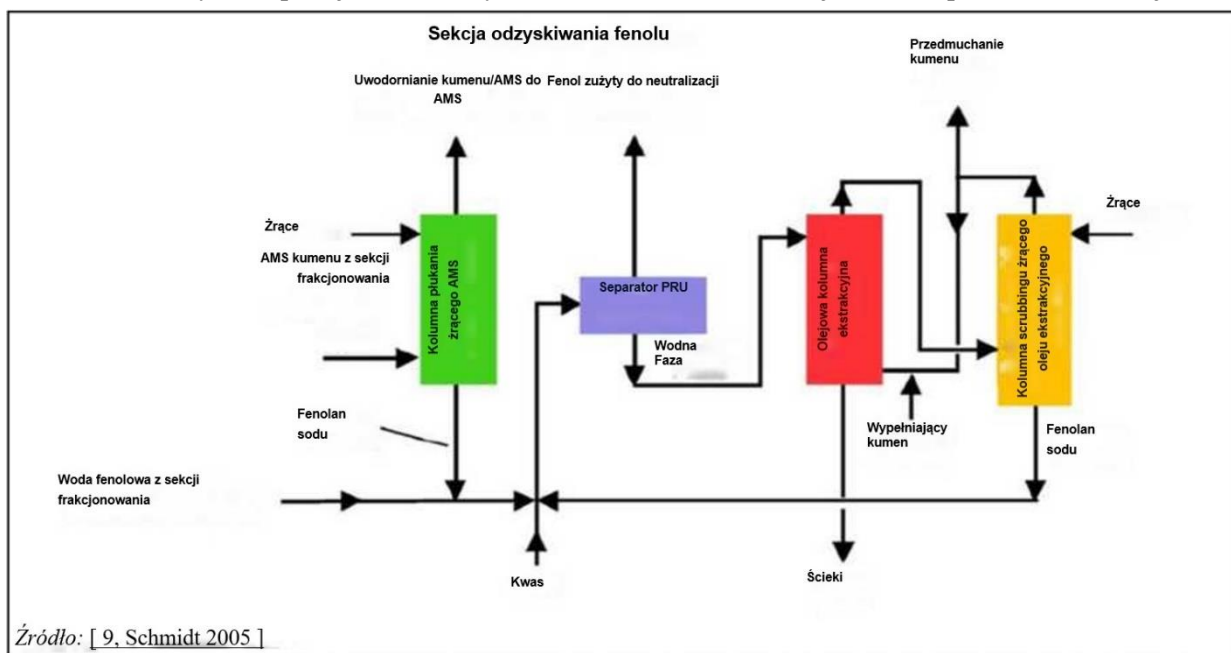 Sekcja odzyskiwania fenolu
Przedmuchanie
kumenu
Uwodornianie kumenu/AMS do
AMS
Fenol zużyty do neutralizacji
Żrące
AMS kumenu z sekcji
frakcjonowania
Kolumna płukania
żrącego AMS
Separator PRU
Wodna
Faza
Olejowa kolumna
ekstrakcyjna
Kolumna scrubbingu żrącego
oleju ekstrakcyjnego
Żrące
Fenolan
sodu
Wypełniający
kumen
Fenolan
sodu
Woda fenolowa z sekcji
frakcjonowania
Kwas
Ścieki
Źródło: [ 9, Schmidt 2005 ]